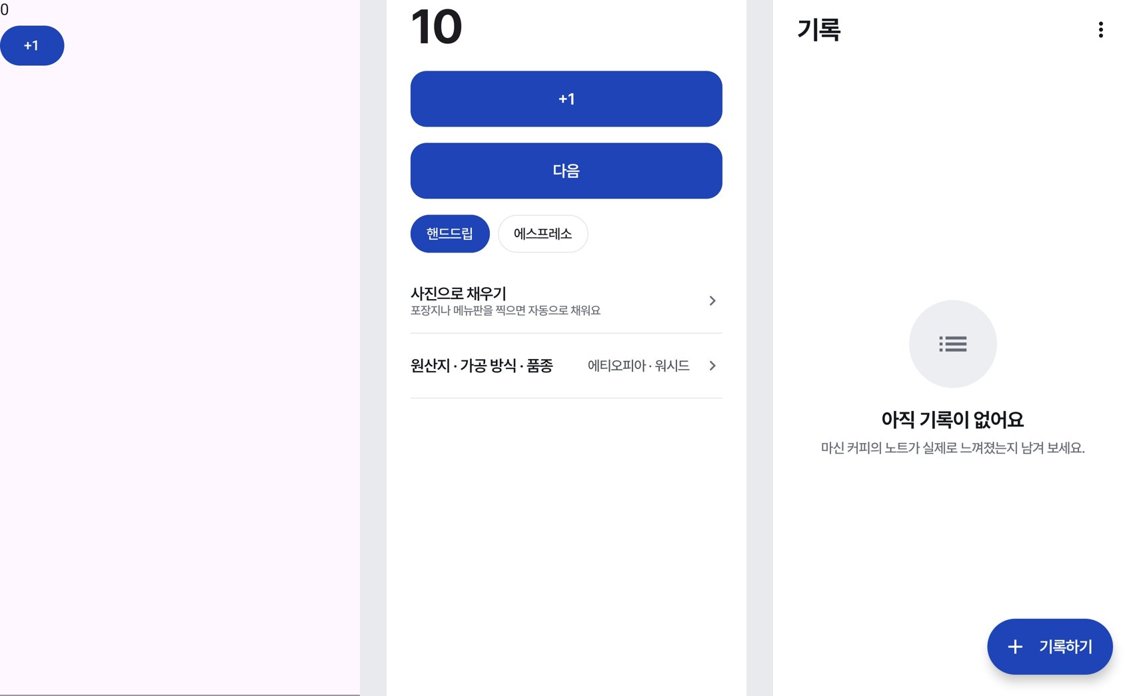 0
+1
10
+1
다음
핸드드립
에스프레소
사진으로 채우기
포장지나 메뉴판을 찍으면 자동으로 채워요
원산지 · 가공 방식 · 품종
에티오피아 · 워시드
기록
아직 기록이 없어요
마신 커피의 노트가 실제로 느껴졌는지 남겨 보세요.
기록하기